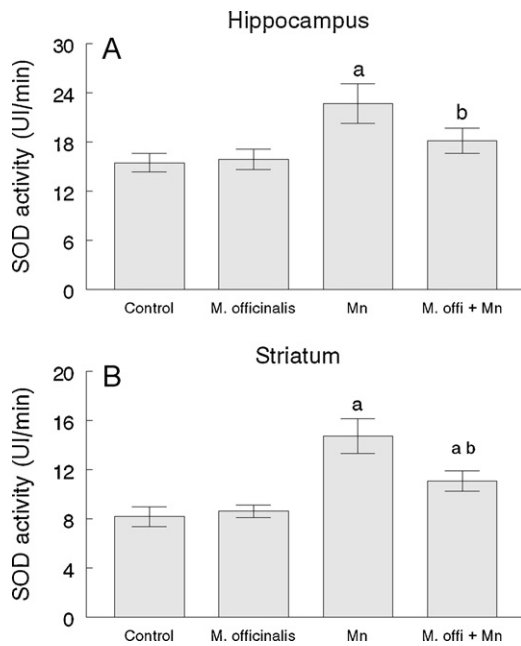 Hippocampus
A
SOD activity (UI/min)
30
24
18
12
6
0
a
b
Control M. officinalis Mn M. offi + Mn
Striatum
B
SOD activity (UI/min)
20
16
12
8
4
0
a
a b
Control M. officinalis Mn M. offi + Mn